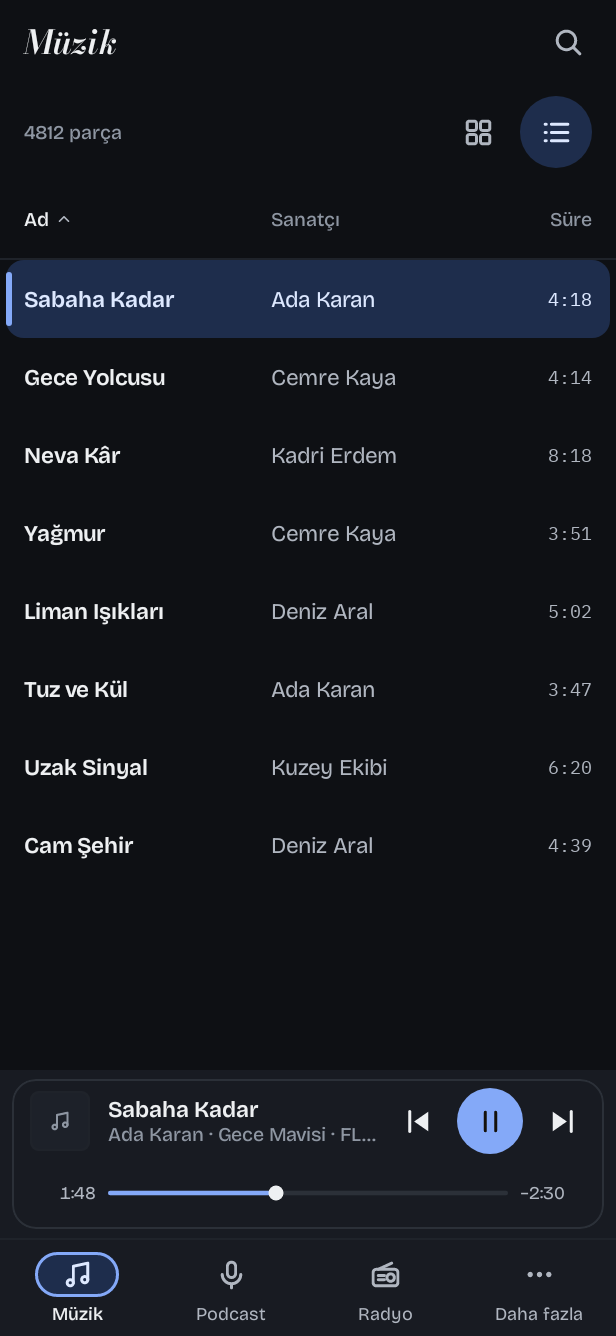 Müzik
4812 parça
Ad Sanatçı Süre
Sabaha Kadar Ada Karan 4:18
Gece Yolcusu Cemre Kaya 4:14
Neva Kâr Kadri Erdem 8:18
Yağmur Cemre Kaya 3:51
Liman Işıkları Deniz Aral 5:02
Tuz ve Kül Ada Karan 3:47
Uzak Sinyal Kuzey Ekibi 6:20
Cam Şehir Deniz Aral 4:39
Sabaha Kadar
Ada Karan · Gece Mavisi · FL...
1:48 -2:30
Müzik Podcast Radyo Daha fazla